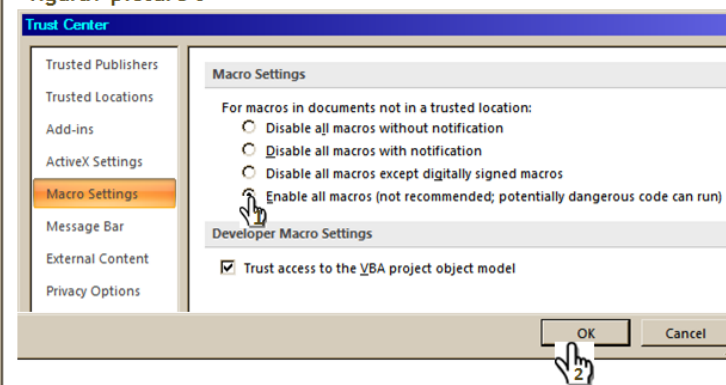 Trust Center
Trusted Publishers
Trusted Locations
Add-ins
ActiveX Settings
Macro Settings
Message Bar
External Content
Privacy Options
Macro Settings
For macros in documents not in a trusted location:
Disable all macros without notification
Disable all macros with notification
Disable all macros except digitally signed macros
Enable all macros (not recommended; potentially dangerous code can run)
1
Developer Macro Settings
Trust access to the VBA project object model
OK Cancel
2